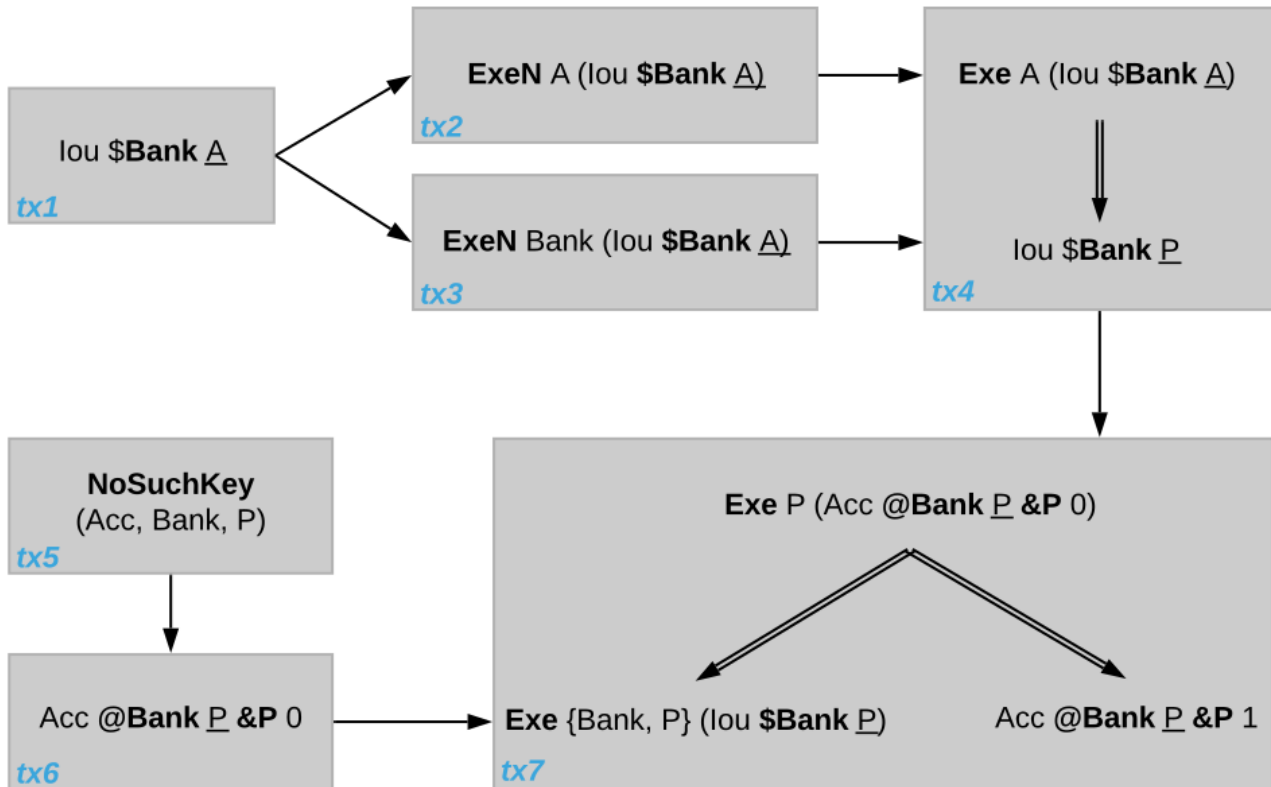 Iou $Bank A
tx1
ExeN A (Iou $Bank A)
tx2
ExeN Bank (Iou $Bank A)
tx3
Exe A (Iou $Bank A)
Iou $Bank P
tx4
NoSuchKey
(Acc, Bank, P)
tx5
Acc @Bank P &P 0
tx6
Exe P (Acc @Bank P &P 0)
Exe {Bank, P} (Iou $Bank P)
Acc @Bank P &P 1
tx7